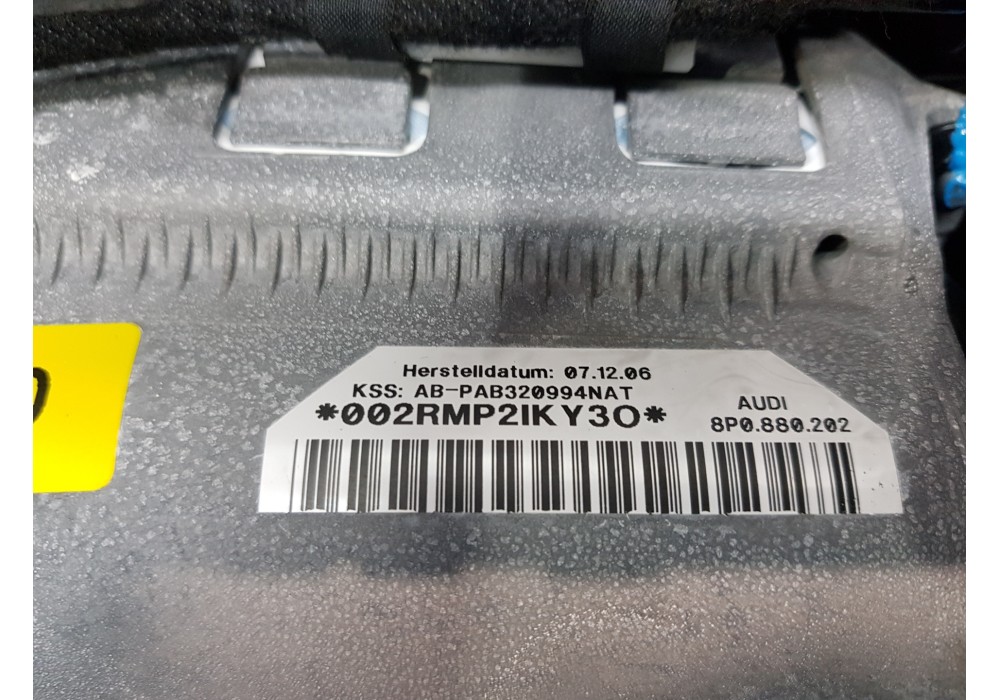 Herstelldatum: 07.12.06
KSS: AB-PAB320994NAT
*002RMP2IKY3O*
AUDI
8P0.880.202